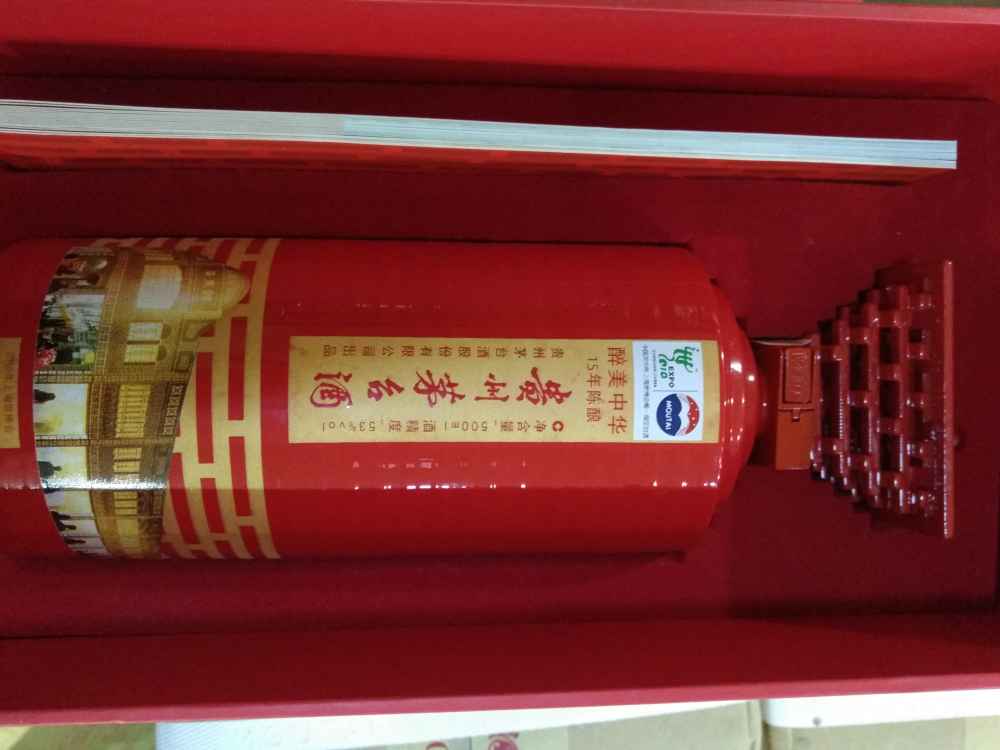 EXPO
2010
MOUTAI
醉美中华
15年陈酿
贵州茅台酒
净含量:500ml 酒精度:53%vol
贵州茅台酒股份有限公司出品